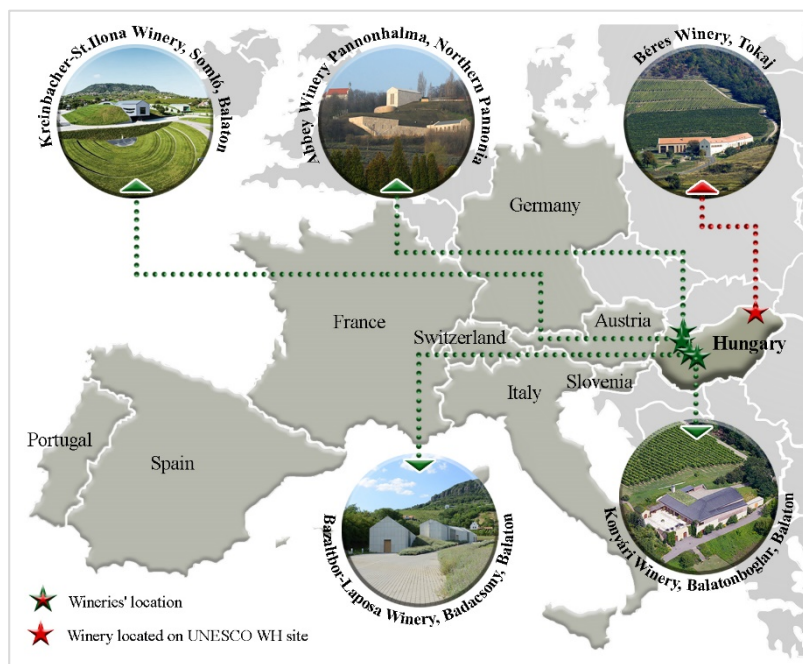 Kreinbacher-St.Ilona Winery, Somló, Balaton
Abbey Winery Pannonhalma, Northern Pannonia
Béres Winery, Tokaj
Germany
France
Austria
Switzerland
Hungary
Italy
Slovenia
Portugal
Spain
Bazaltbor-Laposa Winery, Badacsony, Balaton
Konyári Winery, Balatonboglar, Balaton
Wineries' location
Winery located on UNESCO WH site